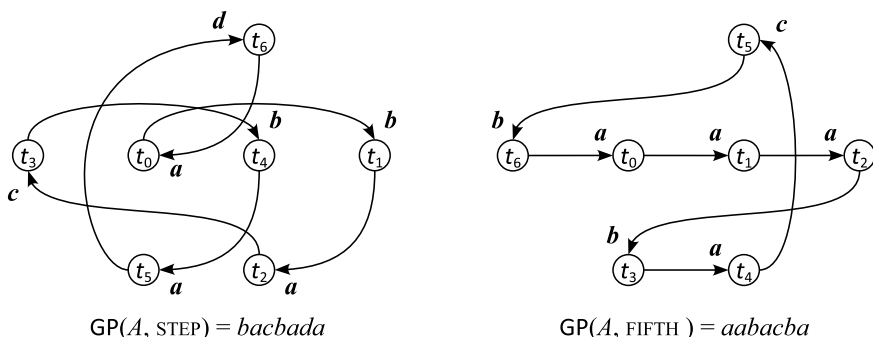 d c
t₆ t₅
b b b
t₃ t₀ t₄ t₁ t₆ a t₀ a t₁ a t₂
c a
b a
t₅ a t₂ a t₃ t₄
GP(A, STEP) = bacbada GP(A, FIFTH ) = aabacba